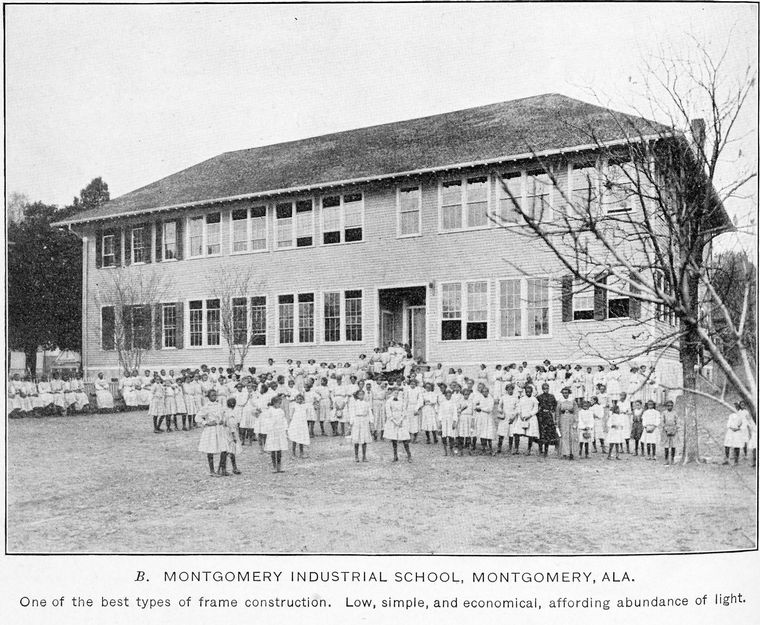 B. MONTGOMERY INDUSTRIAL SCHOOL, MONTGOMERY, ALA.
One of the best types of frame construction. Low, simple, and economical, affording abundance of light.